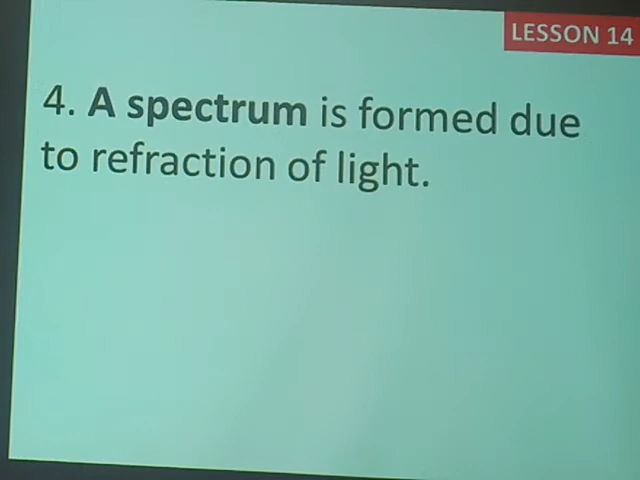 LESSON 14
4. A spectrum is formed due
to refraction of light.